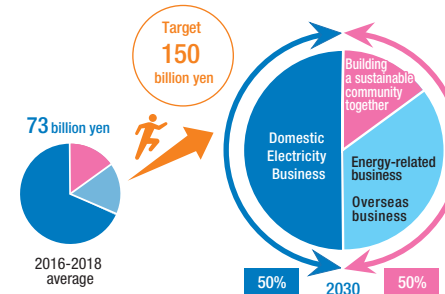 Target
150
billion yen
73 billion yen
2016-2018
average
Domestic
Electricity
Business
Building
a sustainable
community
together
Energy-related
business
Overseas
business
50%
2030
50%